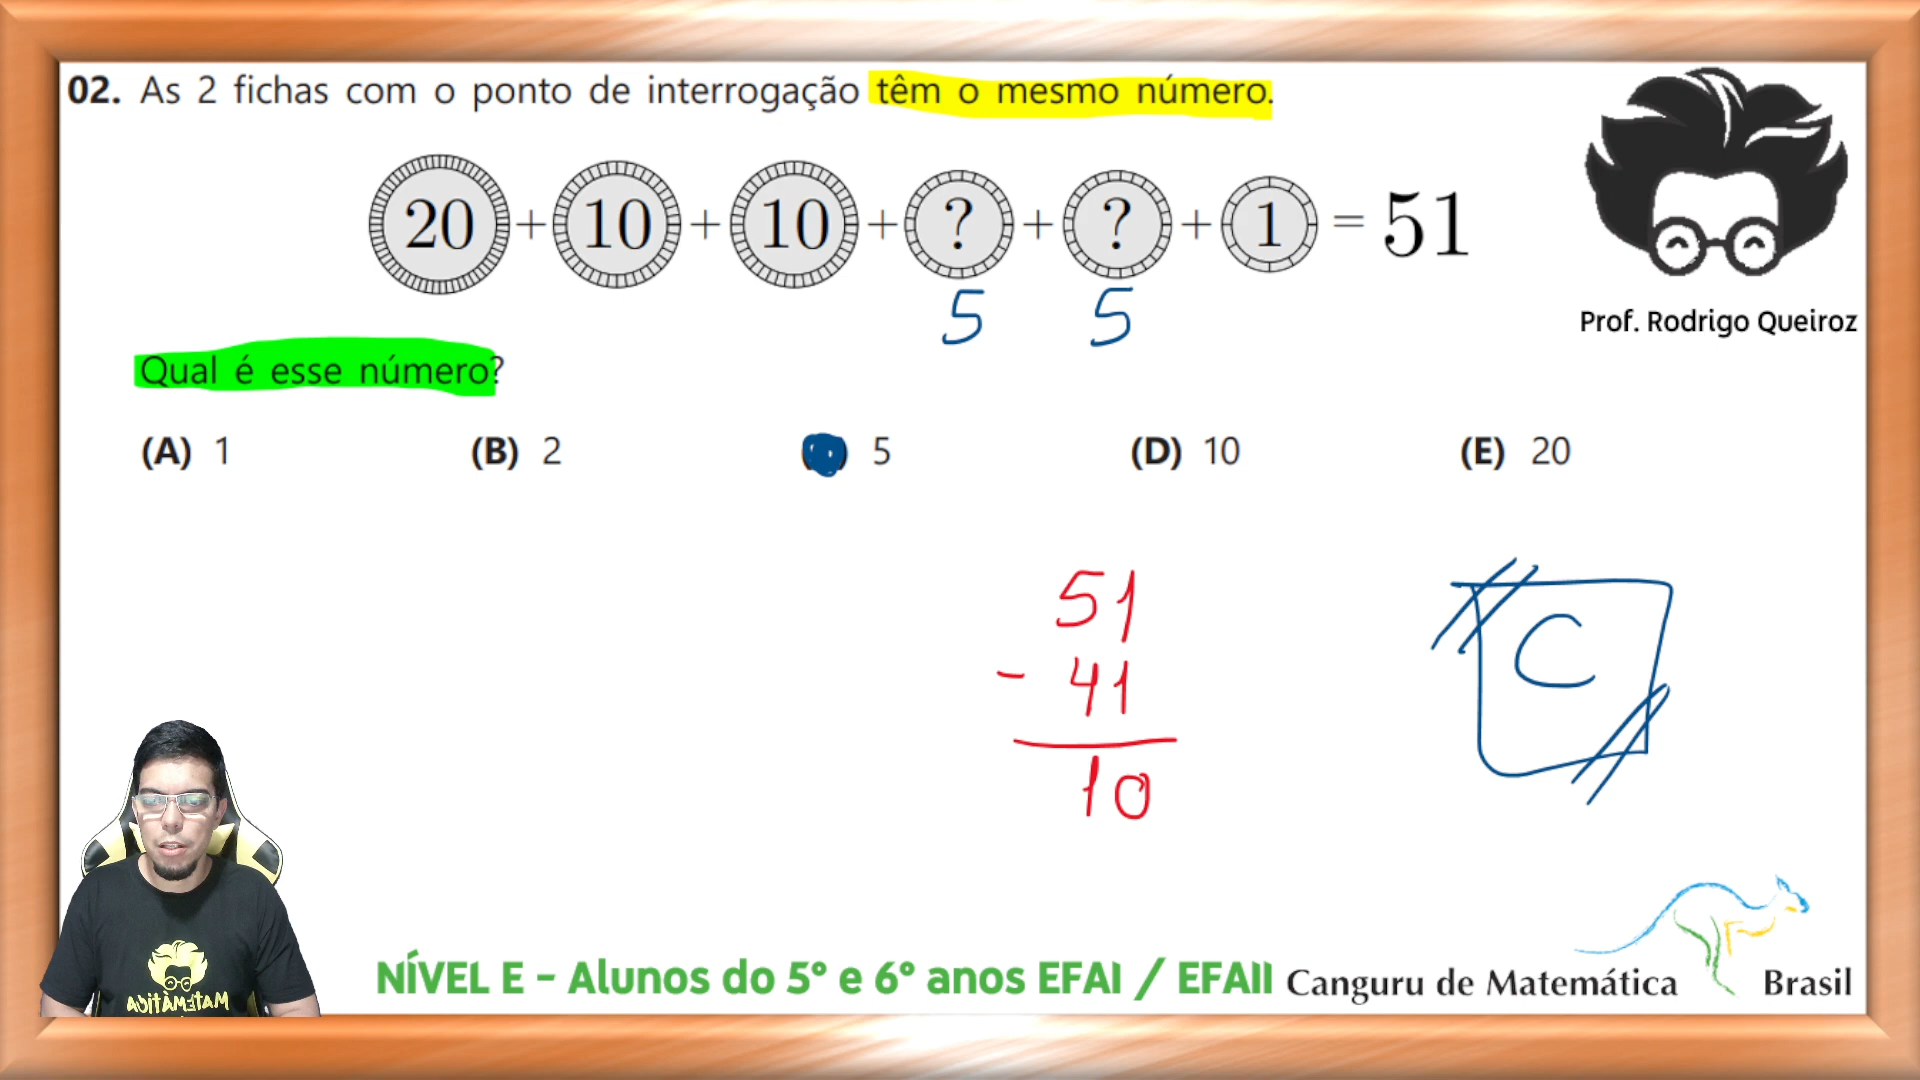 02. As 2 fichas com o ponto de interrogação têm o mesmo número.
20 + 10 + 10 + ? + ? + 1 = 51
5 5
Prof. Rodrigo Queiroz
Qual é esse número?
(A) 1 (B) 2 ) 5 (D) 10 (E) 20
51
- 41
10
C
MATEMÁTICA
NÍVEL E - Alunos do 5° e 6° anos EFAI / EFAII
Canguru de Matemática Brasil